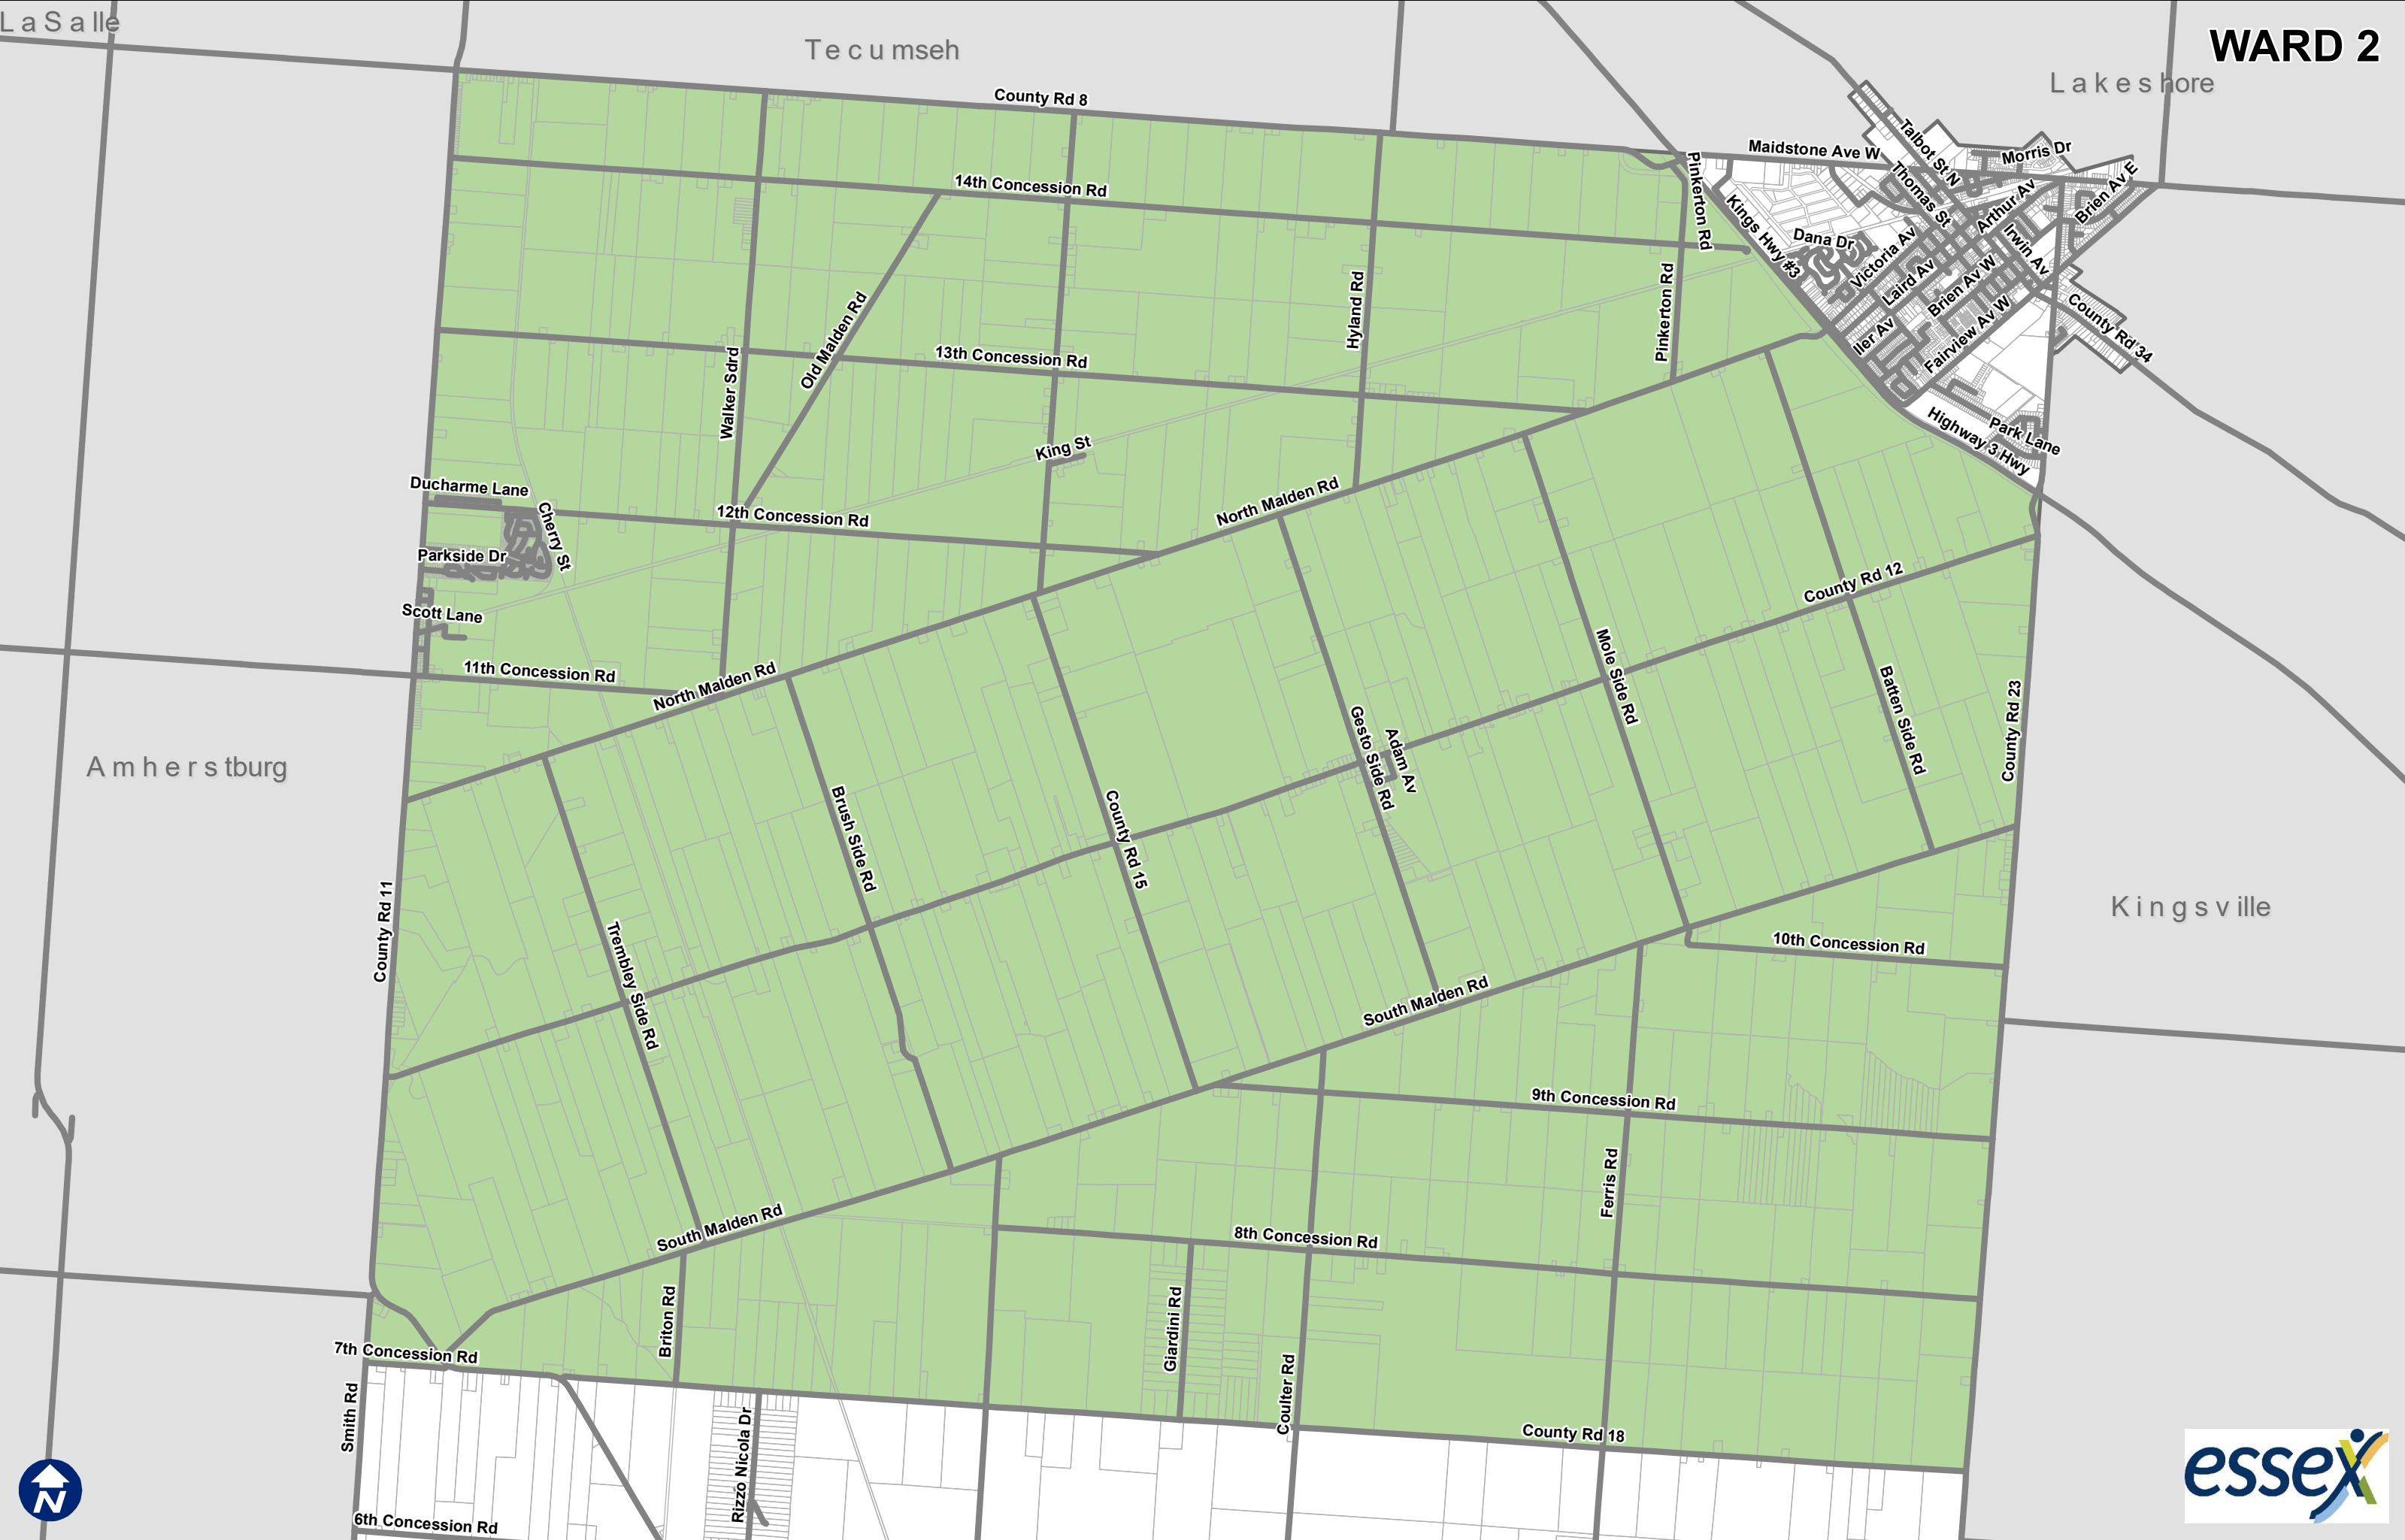 LaSalle
Tecumseh
WARD 2
Lakeshore
County Rd 8
Maidstone Ave W
Talbot St N
Morris Dr
Pinkerton Rd
14th Concession Rd
Thomas St
Arthur Av
Brien Av E
Kings Hwy #3
Dana Dr
Victoria Av
Irwin Av
Laird Av
Brien Av W
Hyland Rd
Pinkerton Rd
Old Malden Rd
Iler Av
Fairview Av W
County Rd 34
Walker Sdrd
13th Concession Rd
King St
Park Lane
Highway 3 Hwy
Ducharme Lane
Cherry St
12th Concession Rd
North Malden Rd
Parkside Dr
Scott Lane
County Rd 12
11th Concession Rd
North Malden Rd
Mole Side Rd
Batten Side Rd
County Rd 23
Amherstburg
Gesto Side Rd
Adam Av
Brush Side Rd
County Rd 15
County Rd 11
Kingsville
Trembley Side Rd
10th Concession Rd
South Malden Rd
9th Concession Rd
Ferris Rd
South Malden Rd
8th Concession Rd
Briton Rd
Giardini Rd
7th Concession Rd
Coulter Rd
Smith Rd
Rizzo Nicola Dr
County Rd 18
N
6th Concession Rd
essex